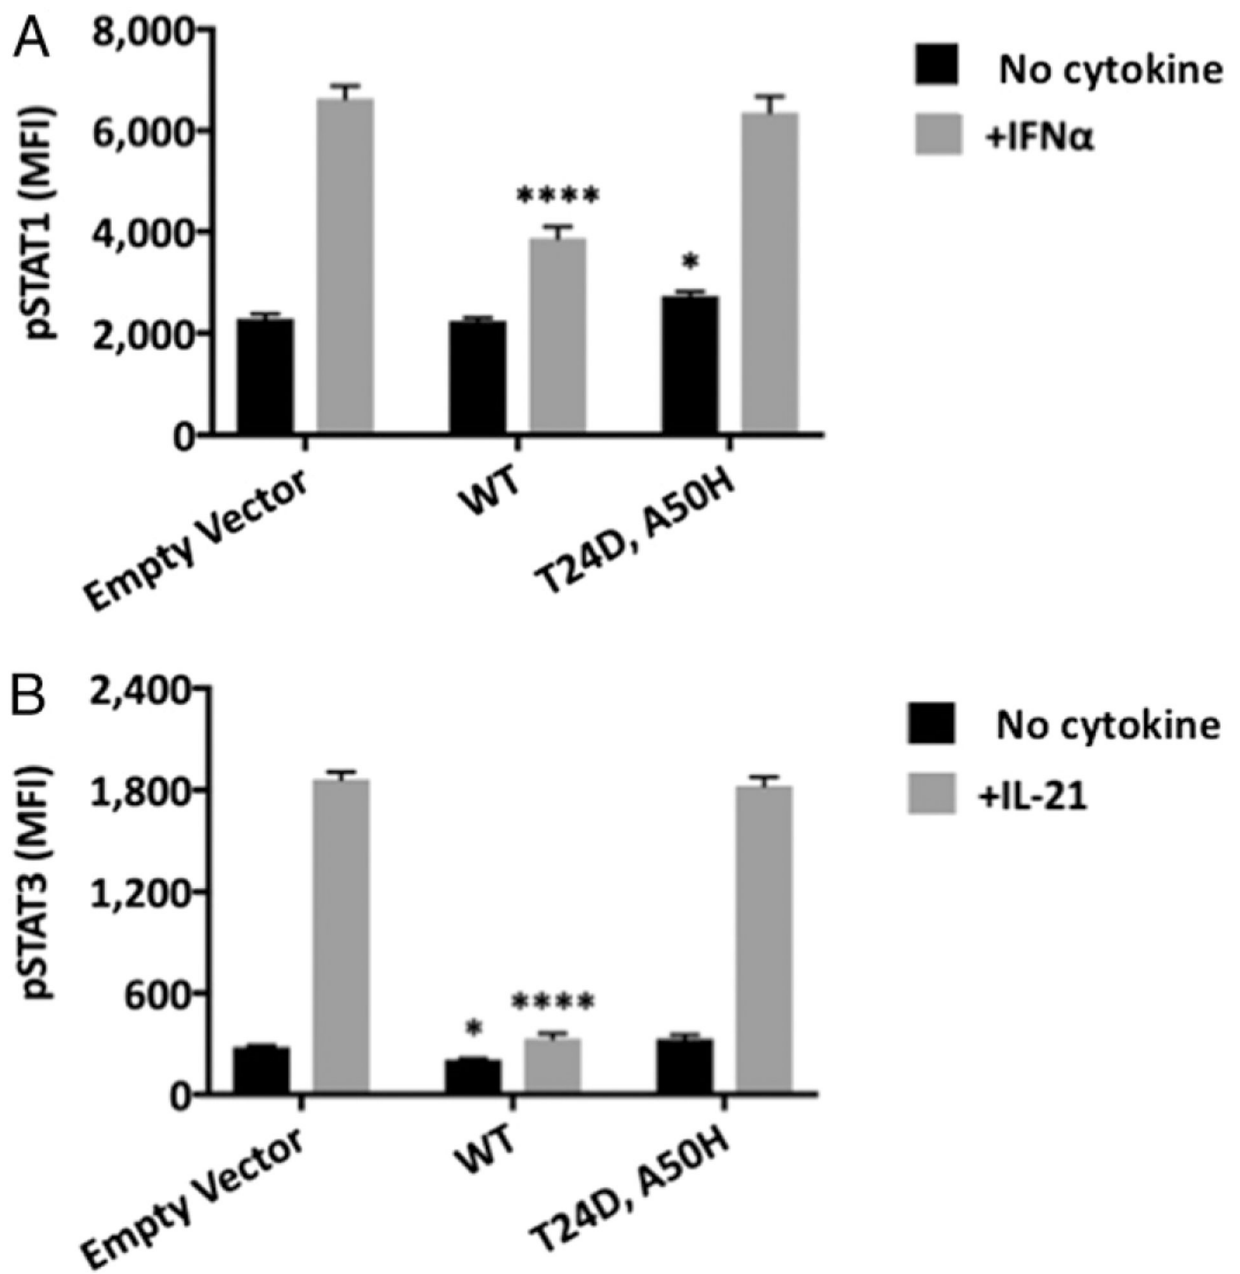 A
8,000
6,000
4,000
2,000
0
pSTAT1 (MFI)
****
*
No cytokine
+IFNα
Empty Vector
WT
T24D, A50H
B
2,400
1,800
1,200
600
0
pSTAT3 (MFI)
*
****
No cytokine
+IL-21
Empty Vector
WT
T24D, A50H